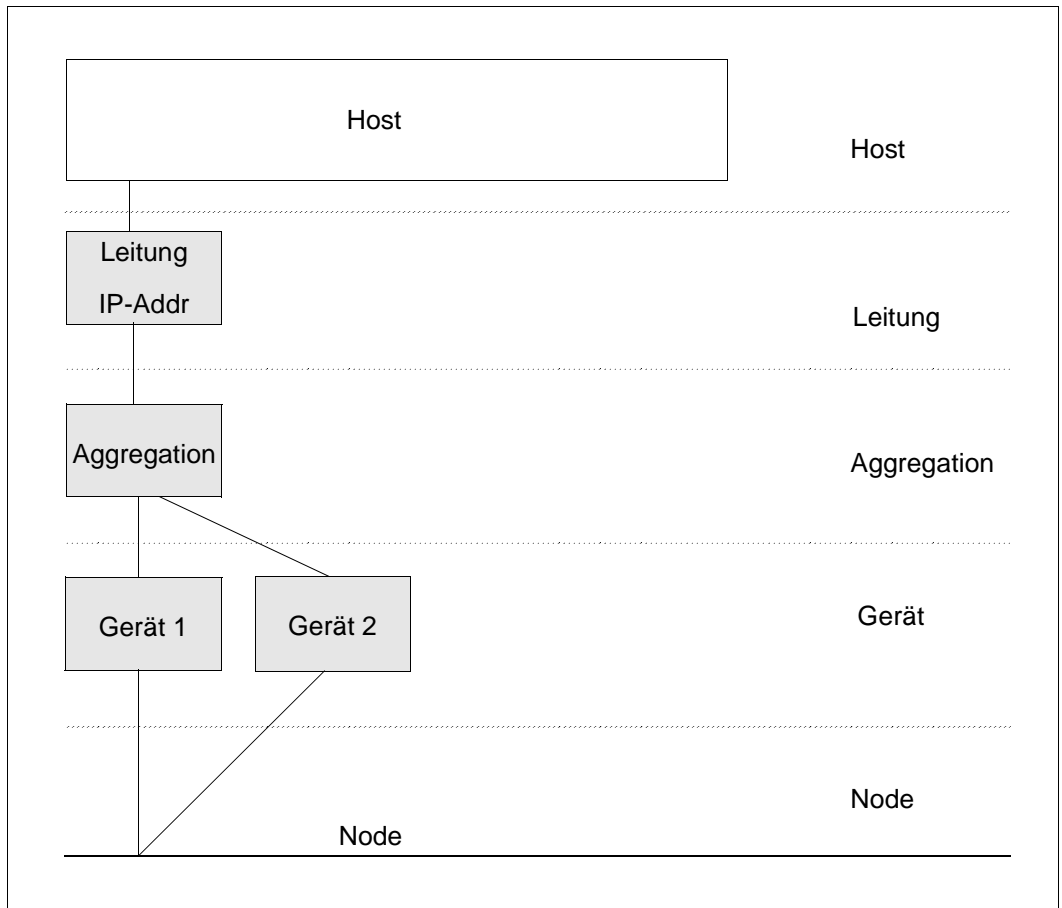 Host
Host
Leitung
IP-Addr
Leitung
Aggregation
Aggregation
Gerät 1
Gerät 2
Gerät
Node
Node